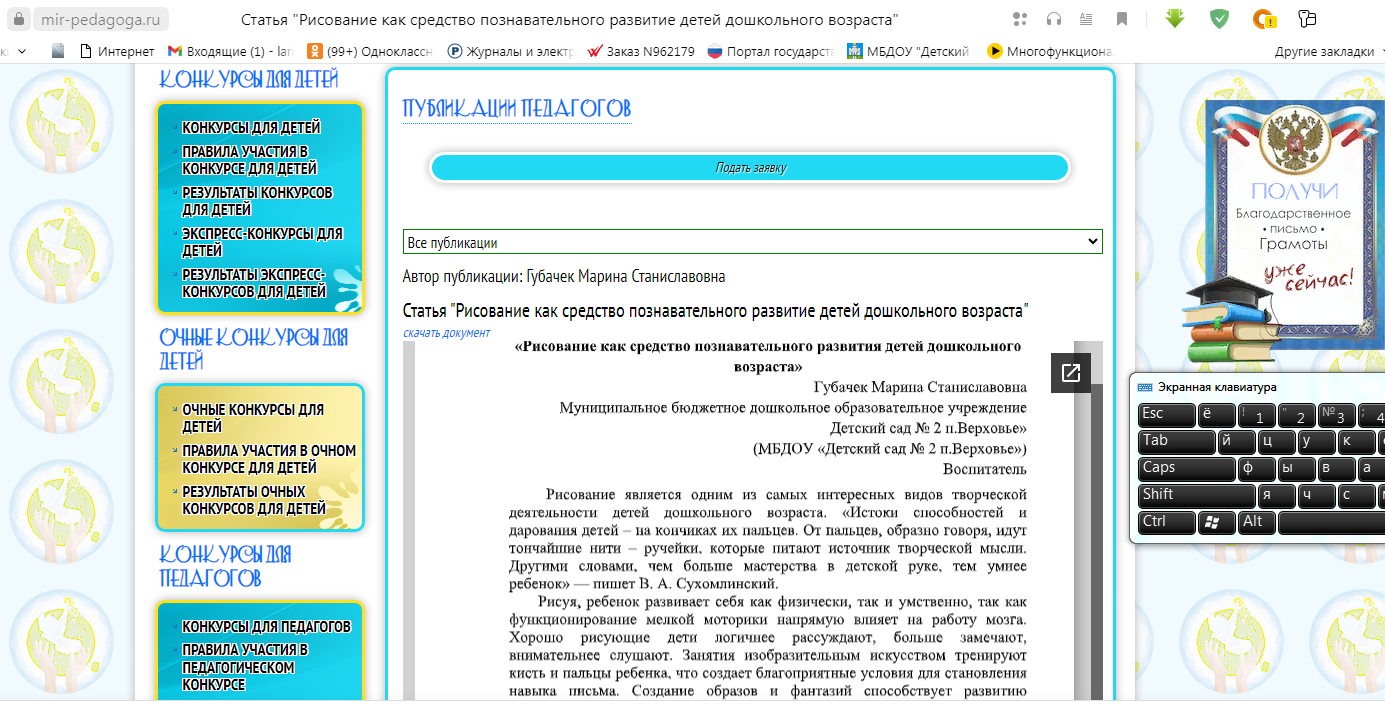 mir-pedagoga.ru
Статья "Рисование как средство познавательного развитие детей дошкольного возраста"
Интернет
Входящие (1) - lar
(99+) Одноклассн
Журналы и электр
Заказ N962179
Портал государств
МБДОУ "Детский
Многофункциона
Другие закладки
КОНКУРСЫ ДЛЯ ДЕТЕЙ
КОНКУРСЫ ДЛЯ ДЕТЕЙ
ПРАВИЛА УЧАСТИЯ В
КОНКУРСЕ ДЛЯ ДЕТЕЙ
РЕЗУЛЬТАТЫ КОНКУРСОВ
ДЛЯ ДЕТЕЙ
ЭКСПРЕСС-КОНКУРСЫ ДЛЯ
ДЕТЕЙ
РЕЗУЛЬТАТЫ ЭКСПРЕСС-
КОНКУРСОВ ДЛЯ ДЕТЕЙ
ОЧНЫЕ КОНКУРСЫ ДЛЯ
ДЕТЕЙ
ОЧНЫЕ КОНКУРСЫ ДЛЯ
ДЕТЕЙ
ПРАВИЛА УЧАСТИЯ В ОЧНОМ
КОНКУРСЕ ДЛЯ ДЕТЕЙ
РЕЗУЛЬТАТЫ ОЧНЫХ
КОНКУРСОВ ДЛЯ ДЕТЕЙ
КОНКУРСЫ ДЛЯ
ПЕДАГОГОВ
КОНКУРСЫ ДЛЯ ПЕДАГОГОВ
ПРАВИЛА УЧАСТИЯ В
ПЕДАГОГИЧЕСКОМ
КОНКУРСЕ
ПУБЛИКАЦИИ ПЕДАГОГОВ
Подать заявку
Все публикации
Автор публикации: Губачек Марина Станиславовна
Статья "Рисование как средство познавательного развитие детей дошкольного возраста"
скачать документ
«Рисование как средство познавательного развития детей дошкольного
возраста»
Губачек Марина Станиславовна
Муниципальное бюджетное дошкольное образовательное учреждение
Детский сад № 2 п.Верховье»
(МБДОУ «Детский сад № 2 п.Верховье»)
Воспитатель
Рисование является одним из самых интересных видов творческой
деятельности детей дошкольного возраста. «Истоки способностей и
дарования детей – на кончиках их пальцев. От пальцев, образно говоря, идут
тончайшие нити – ручейки, которые питают источник творческой мысли.
Другими словами, чем больше мастерства в детской руке, тем умнее
ребенок» — пишет В. А. Сухомлинский.
Рисуя, ребенок развивает себя как физически, так и умственно, так как
функционирование мелкой моторики напрямую влияет на работу мозга.
Хорошо рисующие дети логичнее рассуждают, больше замечают,
внимательнее слушают. Занятия изобразительным искусством тренируют
кисть и пальцы ребенка, что создает благоприятные условия для становления
навыка письма. Создание образов и фантазий способствует развитию
ПОЛУЧИ
Благодарственное
• письмо •
Грамоты
уже
сейчас!
Экранная клавиатура
Esc ё ! 1 " 2 № 3 ; 4
Tab й ц у к
Caps ф ы в а
Shift я ч с
Ctrl Alt